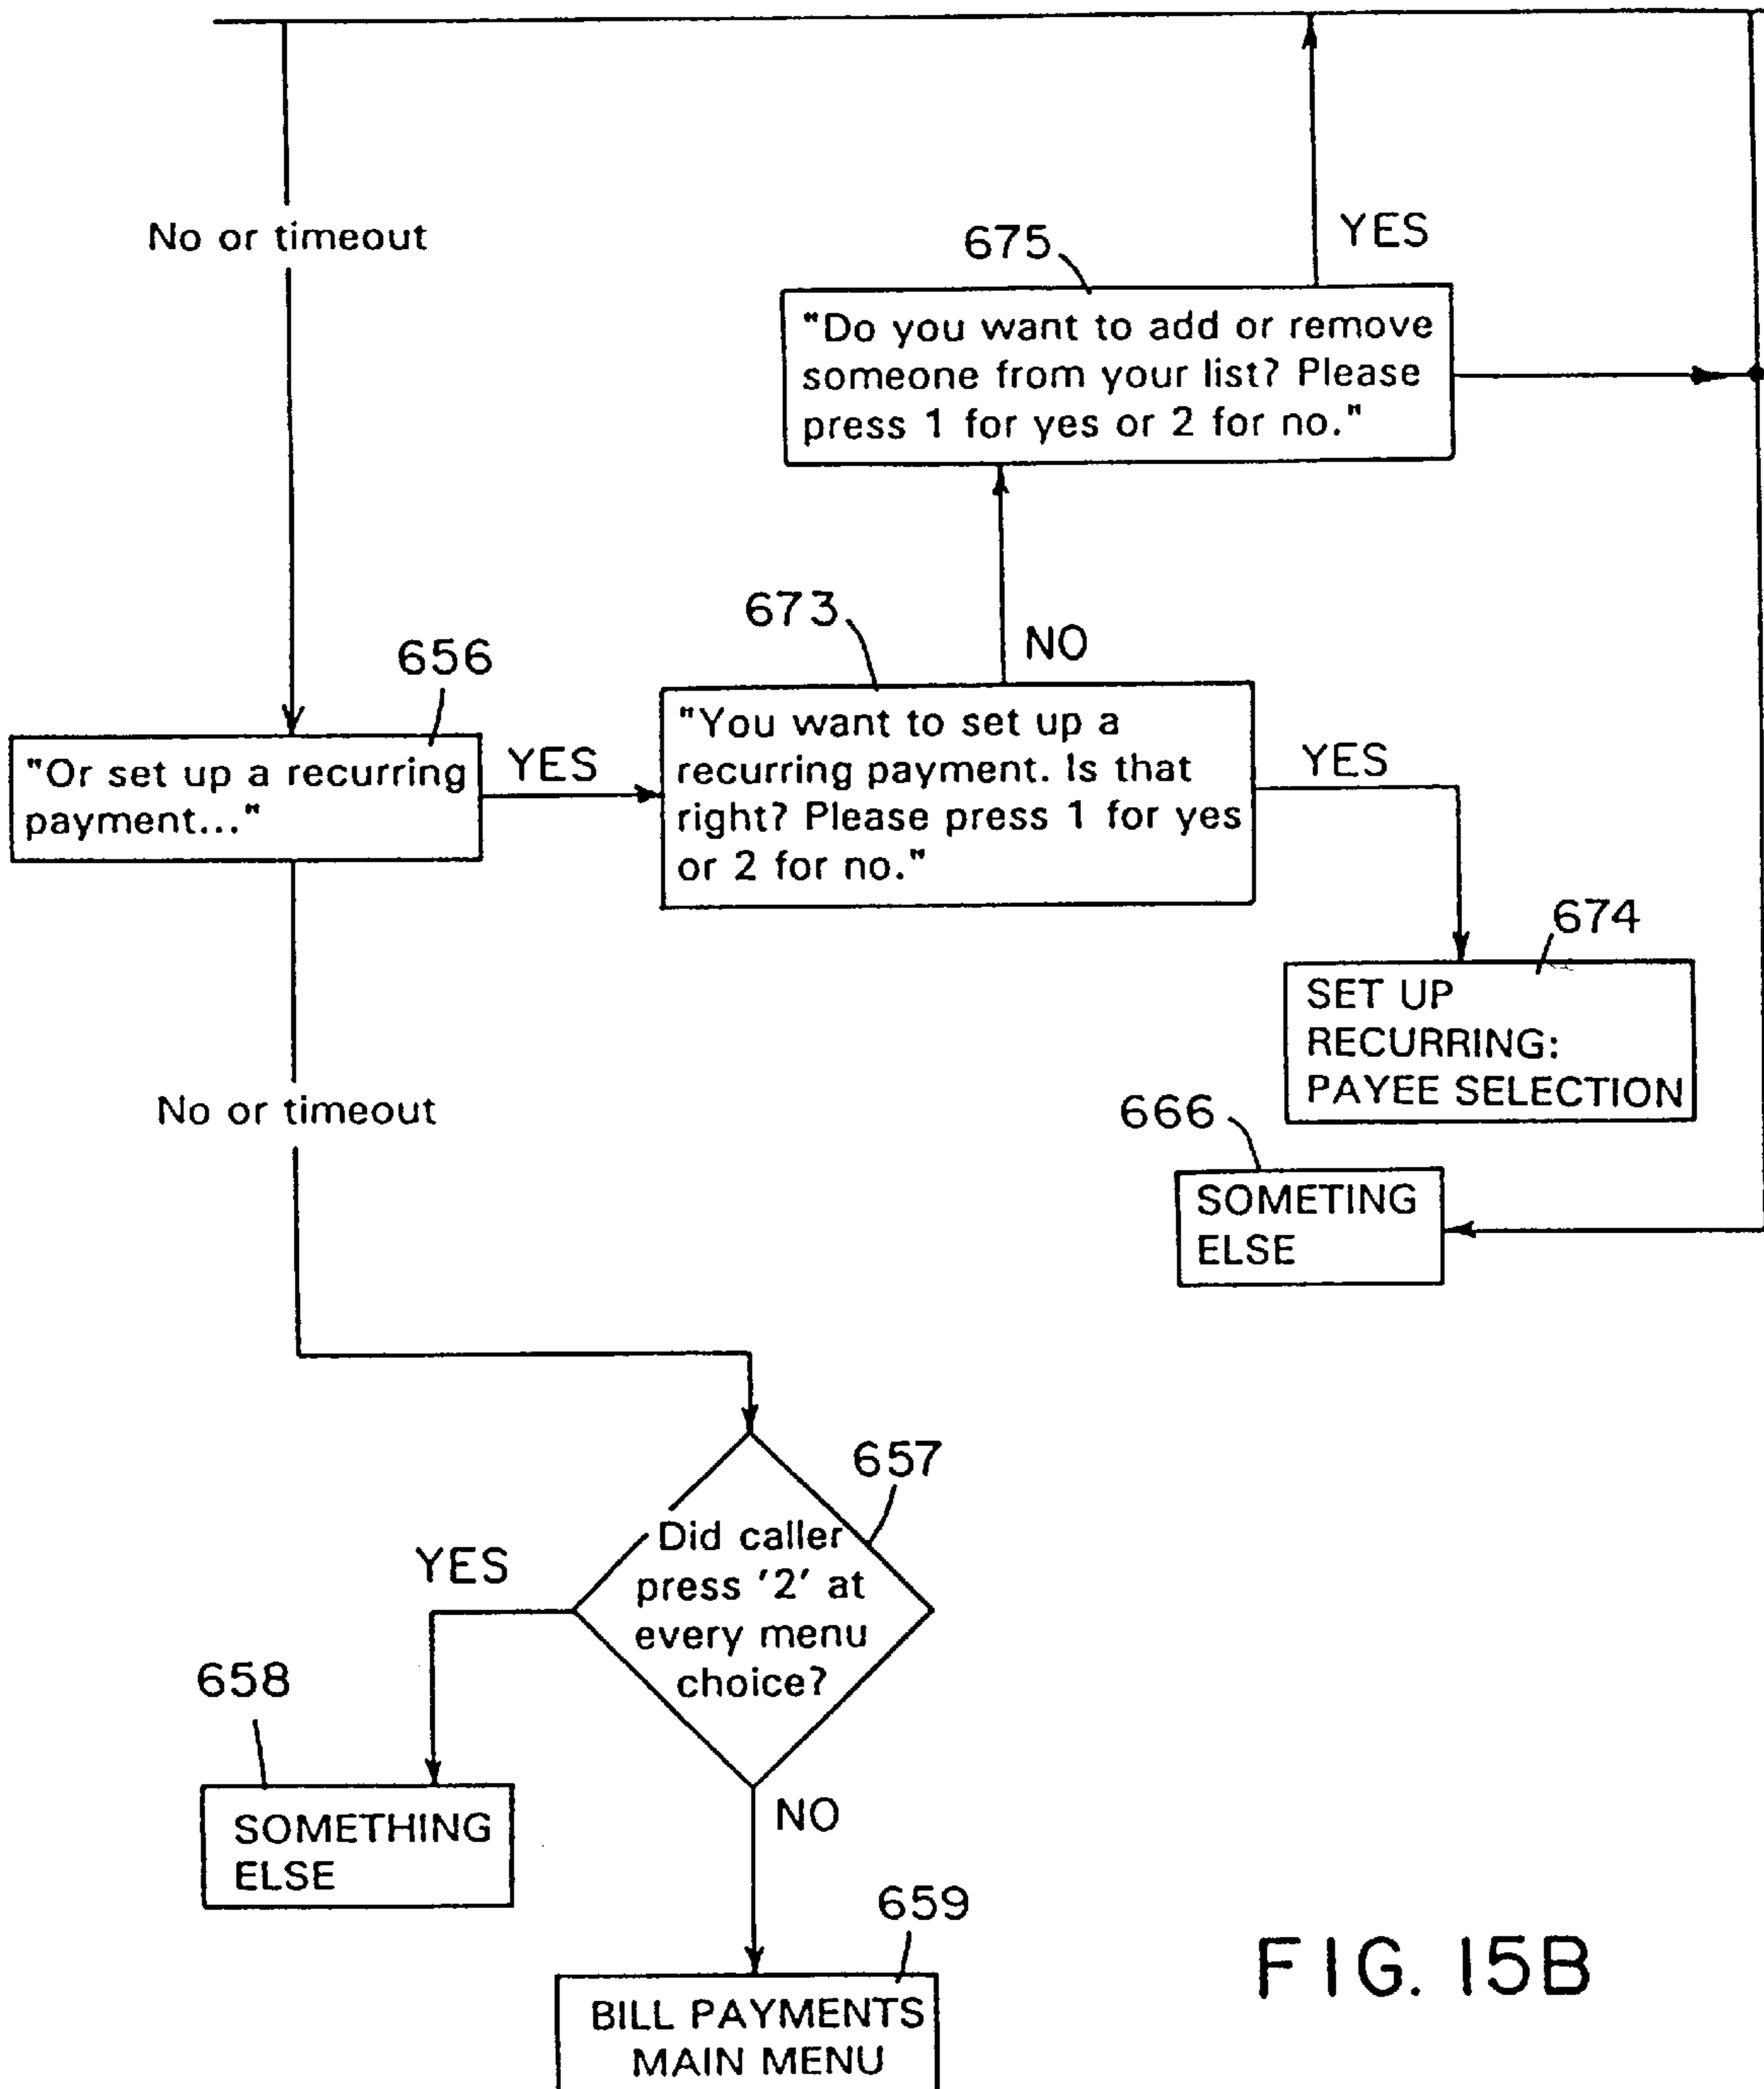 No or timeout
YES
675
"Do you want to add or remove
someone from your list? Please
press 1 for yes or 2 for no."
673
NO
656
"Or set up a recurring
payment..."
YES
"You want to set up a
recurring payment. Is that
right? Please press 1 for yes
or 2 for no."
YES
674
SET UP
RECURRING:
PAYEE SELECTION
No or timeout
666
SOMETING
ELSE
657
Did caller
press '2' at
every menu
choice?
YES
658
SOMETHING
ELSE
NO
659
BILL PAYMENTS
MAIN MENU
FIG. 15B